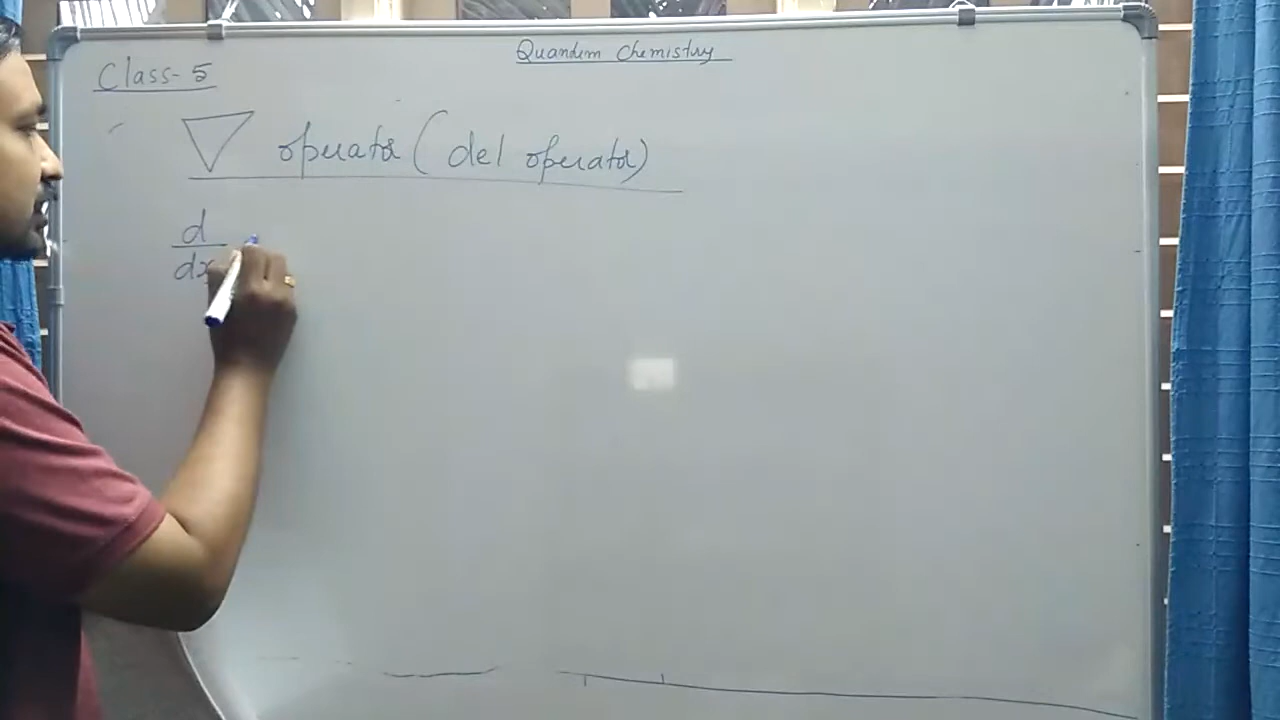 Quandum Chemistry
Class-5
∇ operator (del operator)
d
dx